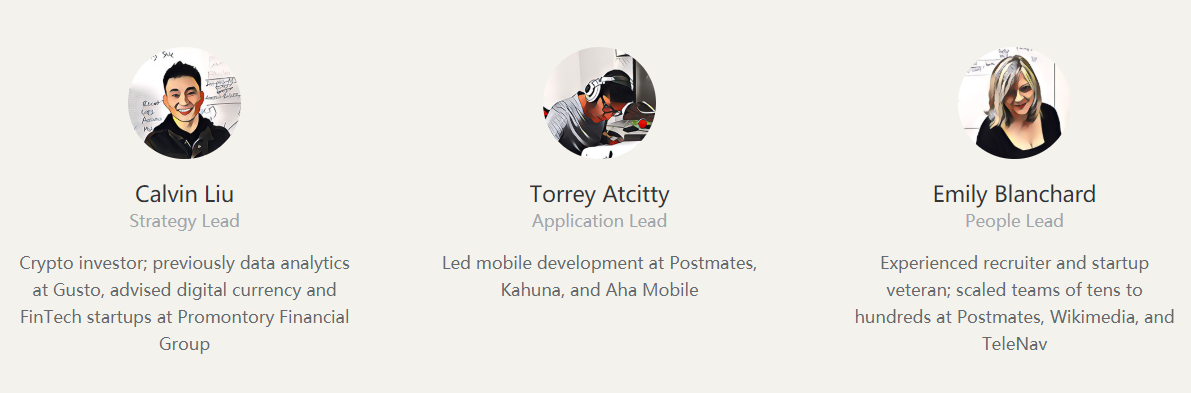 Calvin Liu
Strategy Lead
Crypto investor; previously data analytics
at Gusto, advised digital currency and
FinTech startups at Promontory Financial
Group
Torrey Atcitty
Application Lead
Led mobile development at Postmates,
Kahuna, and Aha Mobile
Emily Blanchard
People Lead
Experienced recruiter and startup
veteran; scaled teams of tens to
hundreds at Postmates, Wikimedia, and
TeleNav